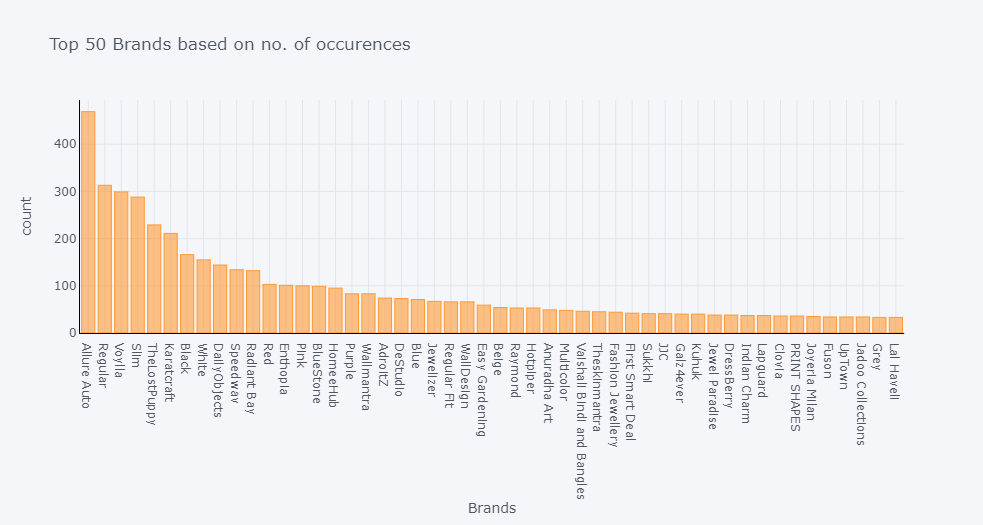 Top 50 Brands based on no. of occurences
count
400
300
200
100
0
Allure Auto
Regular
Voylla
Slim
TheLostPuppy
Karatcraft
Black
White
DailyObjects
Speedwav
Radiant Bay
Red
Enthopia
Pink
BlueStone
HomeeHub
Purple
Wallmantra
AdroitZ
DeStudio
Blue
Jewelizer
Regular Fit
WallDesign
Easy Gardening
Beige
Raymond
Hotpiper
Anuradha Art
Multicolor
Vaishali Bindi and Bangles
Theskinmantra
Fashion Jewellery
First Smart Deal
Sukkhi
JJC
Galz4ever
Kuhuk
Jewel Paradise
DressBerry
Indian Charm
Lapguard
Clovia
PRINT SHAPES
Joyeria Milan
Fuson
UpTown
Jadoo Collections
Grey
Lal Haveli
Brands